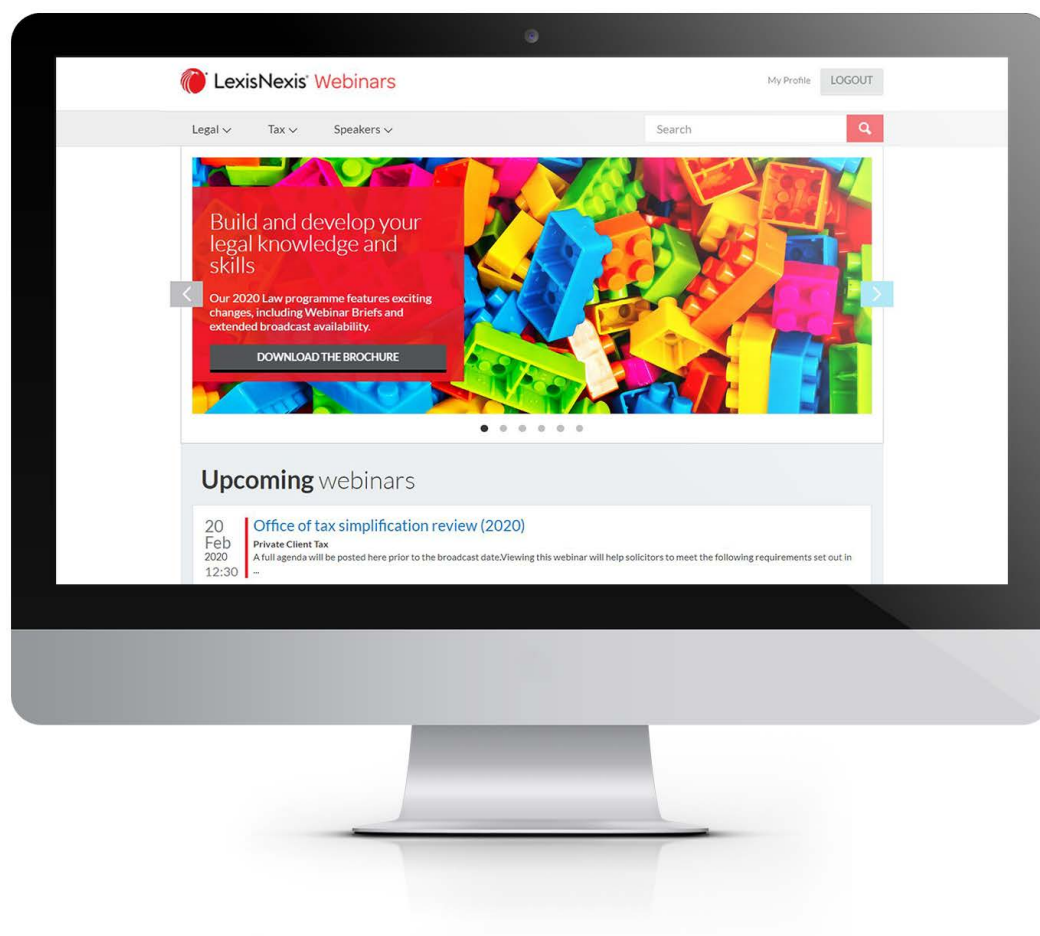 LexisNexis® Webinars
My Profile LOGOUT
Legal Tax Speakers Search
Build and develop your
legal knowledge and
skills
Our 2020 Law programme features exciting
changes, including Webinar Briefs and
extended broadcast availability.
DOWNLOAD THE BROCHURE
Upcoming webinars
20
Feb
2020
12:30
Office of tax simplification review (2020)
Private Client Tax
A full agenda will be posted here prior to the broadcast date.Viewing this webinar will help solicitors to meet the following requirements set out in
...